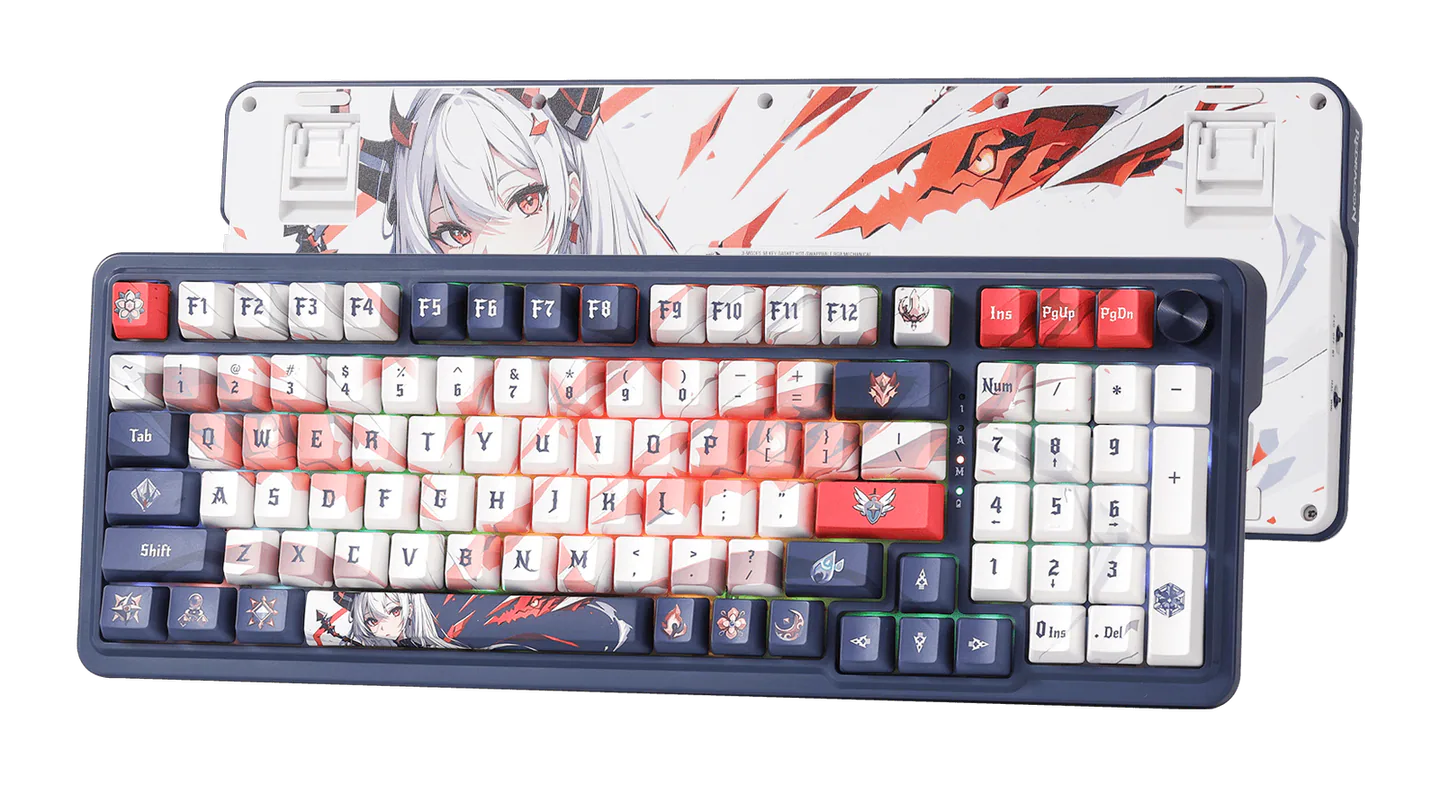 REDRAGON
F1 F2 F3 F4 F5 F6 F7 F8 F9 F10 F11 F12 Ins PgUp PgDn
~ ! @ # $ % ^ & * ( ) _ +
` 1 2 3 4 5 6 7 8 9 0 - = Num / * -
Tab Q W E R T Y U I O P { } | 7 8 9 +
[ ] \
A S D F G H J K L : " 4 5 6
; '
Shift Z X C V B N M < > ? 1 2 3
, . /
0 Ins . Del
1
A
M